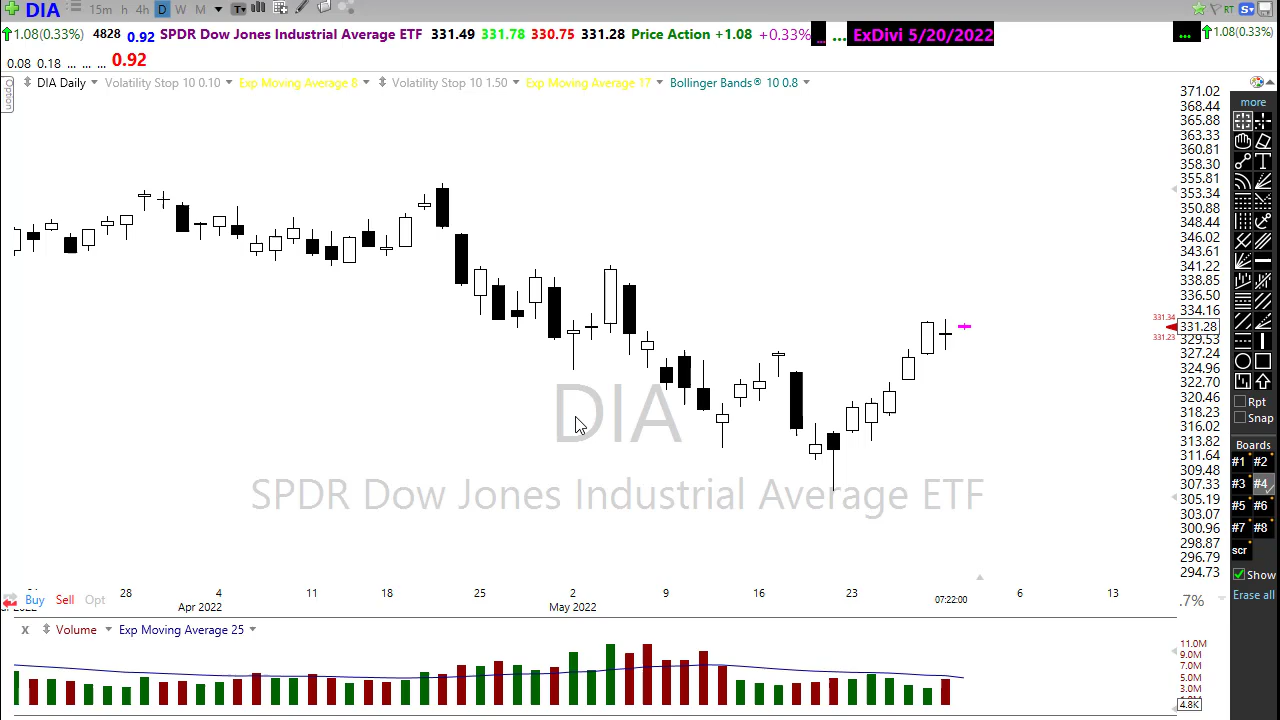 DIA 15m h 4h D W M T RT S
1.08(0.33%) 4828 0.92 SPDR Dow Jones Industrial Average ETF 331.49 331.78 330.75 331.28 Price Action +1.08 +0.33% ... ... ExDivi 5/20/2022 ... 1.08(0.33%)
0.08 0.18 ... ... ... 0.92
Option
DIA Daily Volatility Stop 10 0.10 Exp Moving Average 8 Volatility Stop 10 1.50 Exp Moving Average 17 Bollinger Bands® 10 0.8
371.02
368.44
365.88
363.33
360.81
358.30
355.81
353.34
350.88
348.44
346.02
343.61
341.22
338.85
336.50
334.16
331.34
331.28
331.23
329.53
327.24
324.96
322.70
320.46
318.23
316.02
313.82
311.64
309.48
307.33
305.19
303.07
300.96
298.87
296.79
294.73
more
T
Rpt
Snap
Boards
#1 #2
#3 #4
#5 #6
#7 #8
scr
Show
Erase all
DIA
SPDR Dow Jones Industrial Average ETF
28 4 11 18 25 2 9 16 23 07:22:00 6 13
Apr 2022 May 2022
Buy Sell Opt .7%
x Volume Exp Moving Average 25
11.0M
9.0M
7.0M
5.0M
3.0M
4.8K